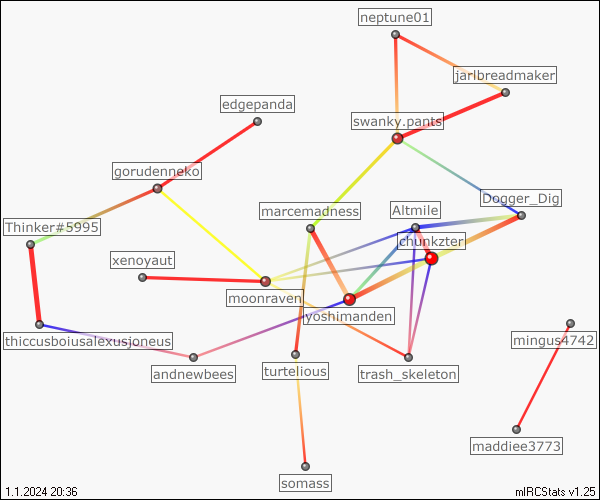 neptune01
jarlbreadmaker
edgepanda
swanky.pants
gorudenneko
Dogger_Dig
marcemadness
Altmile
Thinker#5995
chunkzter
xenoyaut
moonraven
yoshimanden
thiccusboiusalexusjoneus
mingus4742
andnewbees
turtelious
trash_skeleton
maddiee3773
somass
1.1.2024 20:36
mIRCStats v1.25